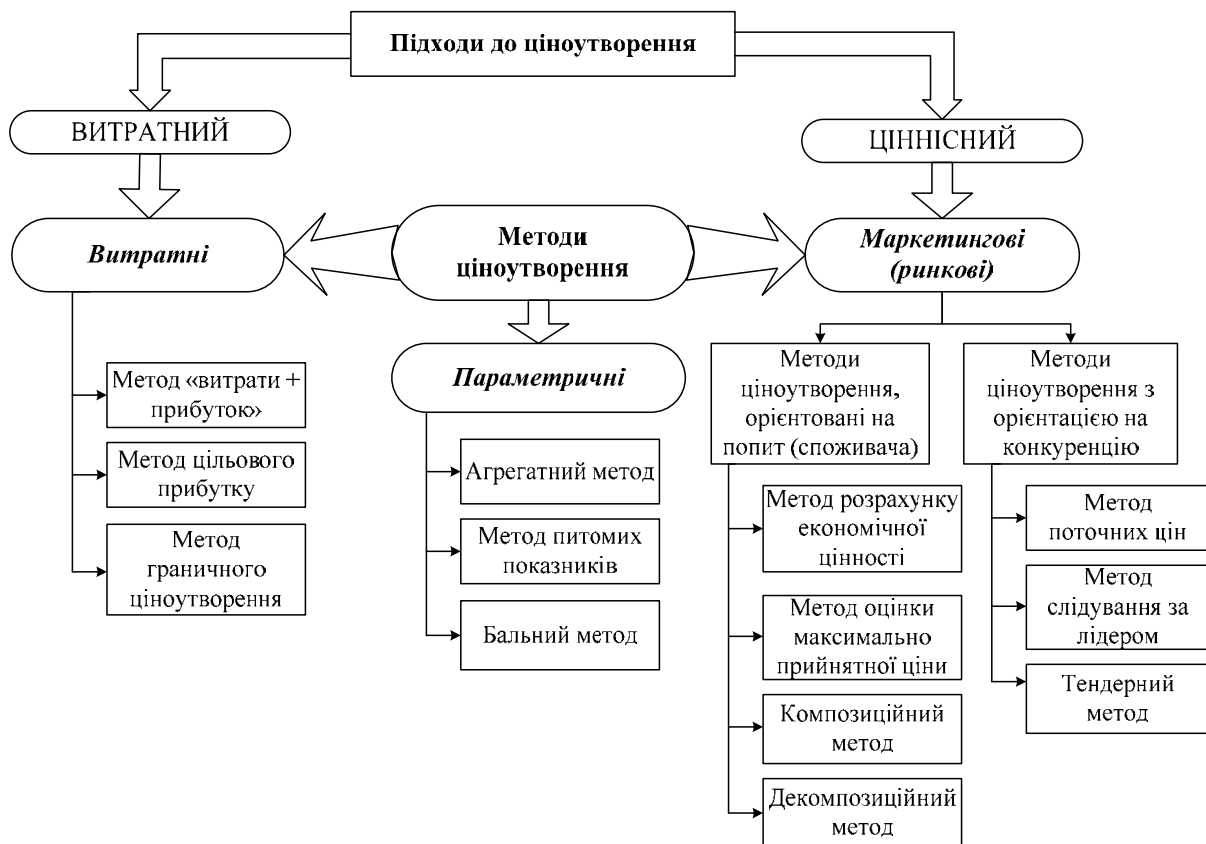 Підходи до ціноутворення
ВИТРАТНИЙ
ЦІННІСНИЙ
Витратні
Методи
ціноутворення
Маркетингові
(ринкові)
Метод «витрати +
прибуток»
Метод цільового
прибутку
Метод
граничного
ціноутворення
Параметричні
Агрегатний метод
Метод питомих
показників
Бальний метод
Методи
ціноутворення,
орієнтовані на
попит (споживача)
Метод розрахунку
економічної
цінності
Метод оцінки
максимально
прийнятної ціни
Композиційний
метод
Декомпозиційний
метод
Методи
ціноутворення з
орієнтацією на
конкуренцію
Метод
поточних цін
Метод
слідування за
лідером
Тендерний
метод